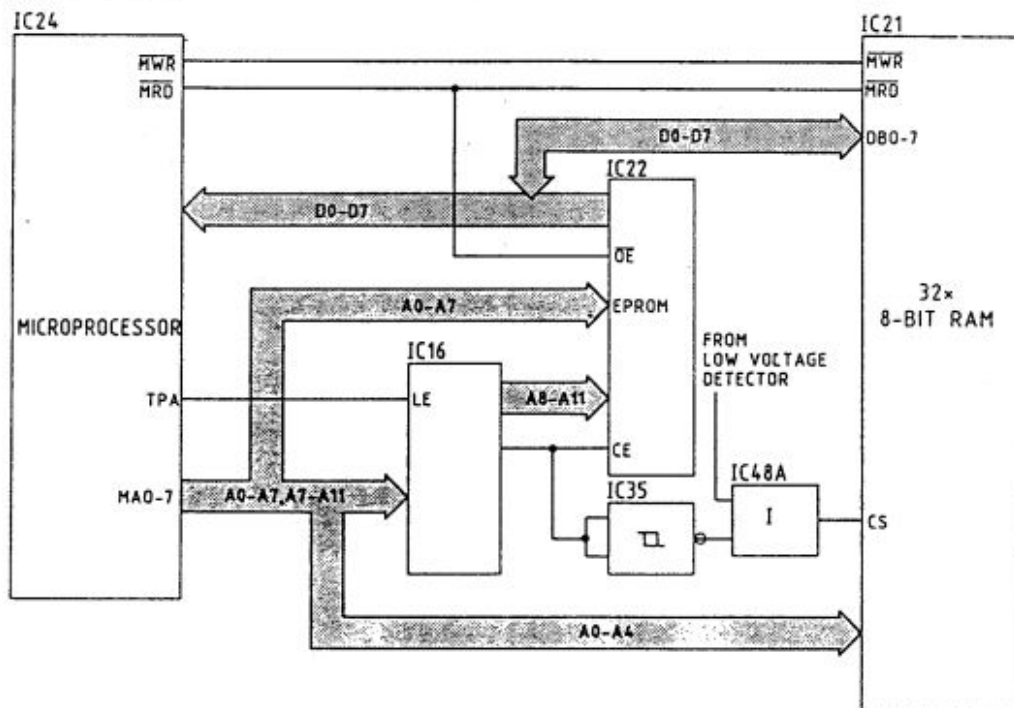 IC24
IC21
MWR
MWR
MRD
MRD
D0-D7
DB0-7
IC22
D0-D7
OE
A0-A7
EPROM
MICROPROCESSOR
32×
8-BIT RAM
FROM
LOW VOLTAGE
DETECTOR
IC16
TPA
LE
A8-A11
CE
IC48A
MA0-7
A0-A7,A7-A11
IC35
I
CS
A0-A4